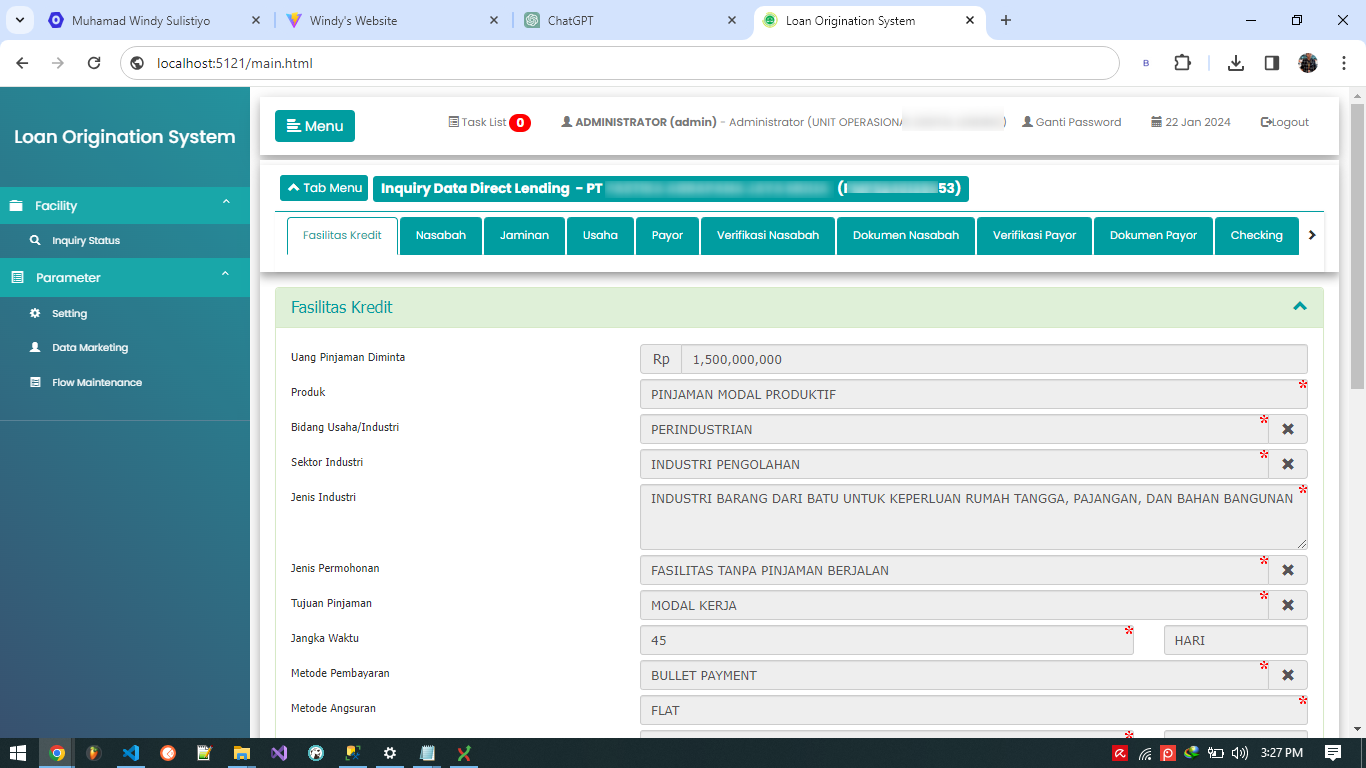 Muhamad Windy Sulistiyo
Windy's Website
ChatGPT
Loan Origination System
localhost:5121/main.html
B
Loan Origination System
Menu
Task List 0
ADMINISTRATOR (admin) - Administrator (UNIT OPERASIONA )
Ganti Password
22 Jan 2024
Logout
Facility
Inquiry Status
Parameter
Setting
Data Marketing
Flow Maintenance
Tab Menu
Inquiry Data Direct Lending - PT ( 53)
Fasilitas Kredit
Nasabah
Jaminan
Usaha
Payor
Verifikasi Nasabah
Dokumen Nasabah
Verifikasi Payor
Dokumen Payor
Checking
Fasilitas Kredit
Uang Pinjaman Diminta Rp 1,500,000,000
Produk PINJAMAN MODAL PRODUKTIF *
Bidang Usaha/Industri PERINDUSTRIAN *
Sektor Industri INDUSTRI PENGOLAHAN *
Jenis Industri INDUSTRI BARANG DARI BATU UNTUK KEPERLUAN RUMAH TANGGA, PAJANGAN, DAN BAHAN BANGUNAN *
Jenis Permohonan FASILITAS TANPA PINJAMAN BERJALAN *
Tujuan Pinjaman MODAL KERJA *
Jangka Waktu 45 * HARI
Metode Pembayaran BULLET PAYMENT *
Metode Angsuran FLAT *
3:27 PM